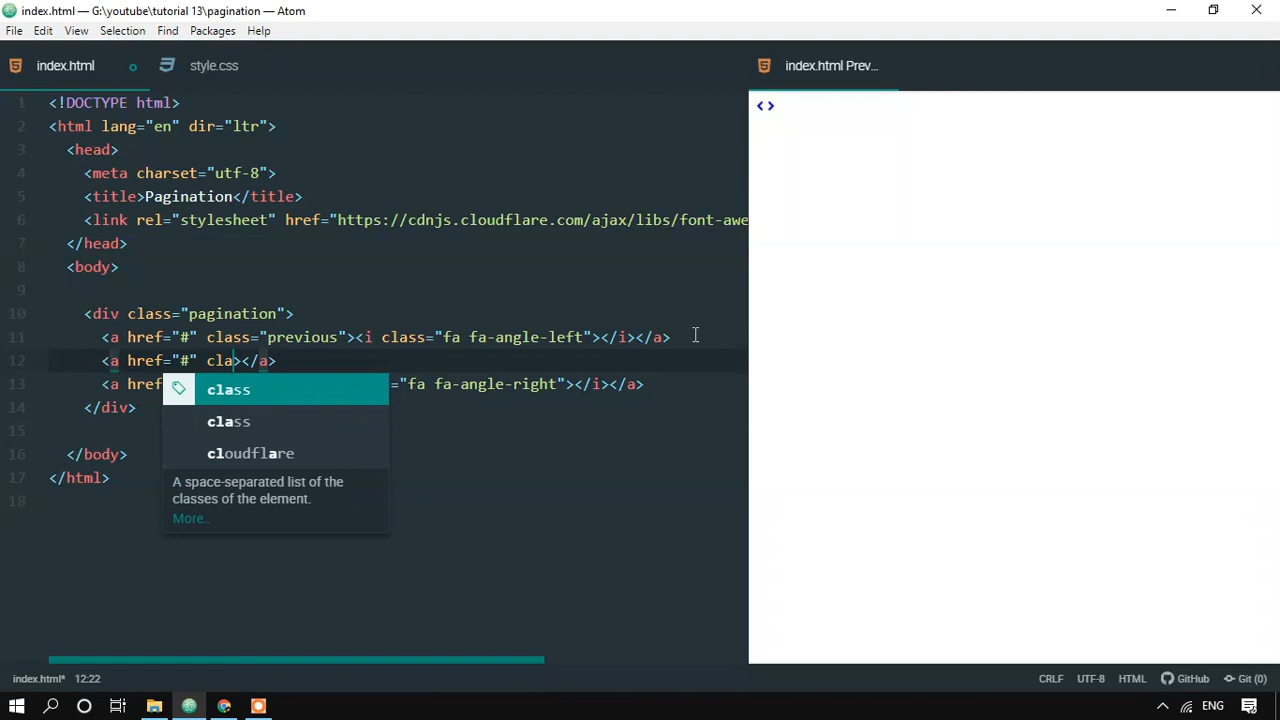 index.html — G:\youtube\tutorial 13\pagination — Atom
File Edit View Selection Find Packages Help
index.html style.css index.html Prev...
1 <!DOCTYPE html>
2 <html lang="en" dir="ltr">
3 <head>
4 <meta charset="utf-8">
5 <title>Pagination</title>
6 <link rel="stylesheet" href="https://cdnjs.cloudflare.com/ajax/libs/font-awe
7 </head>
8 <body>
9
10 <div class="pagination">
11 <a href="#" class="previous"><i class="fa fa-angle-left"></i></a>
12 <a href="#" cla></a>
13 <a href ="fa fa-angle-right"></i></a>
14 </div>
15
16 </body>
17 </html>
18
class
class
cloudflare
A space-separated list of the
classes of the element.
More..
< >
index.html* 12:22 CRLF UTF-8 HTML GitHub Git (0)
ENG